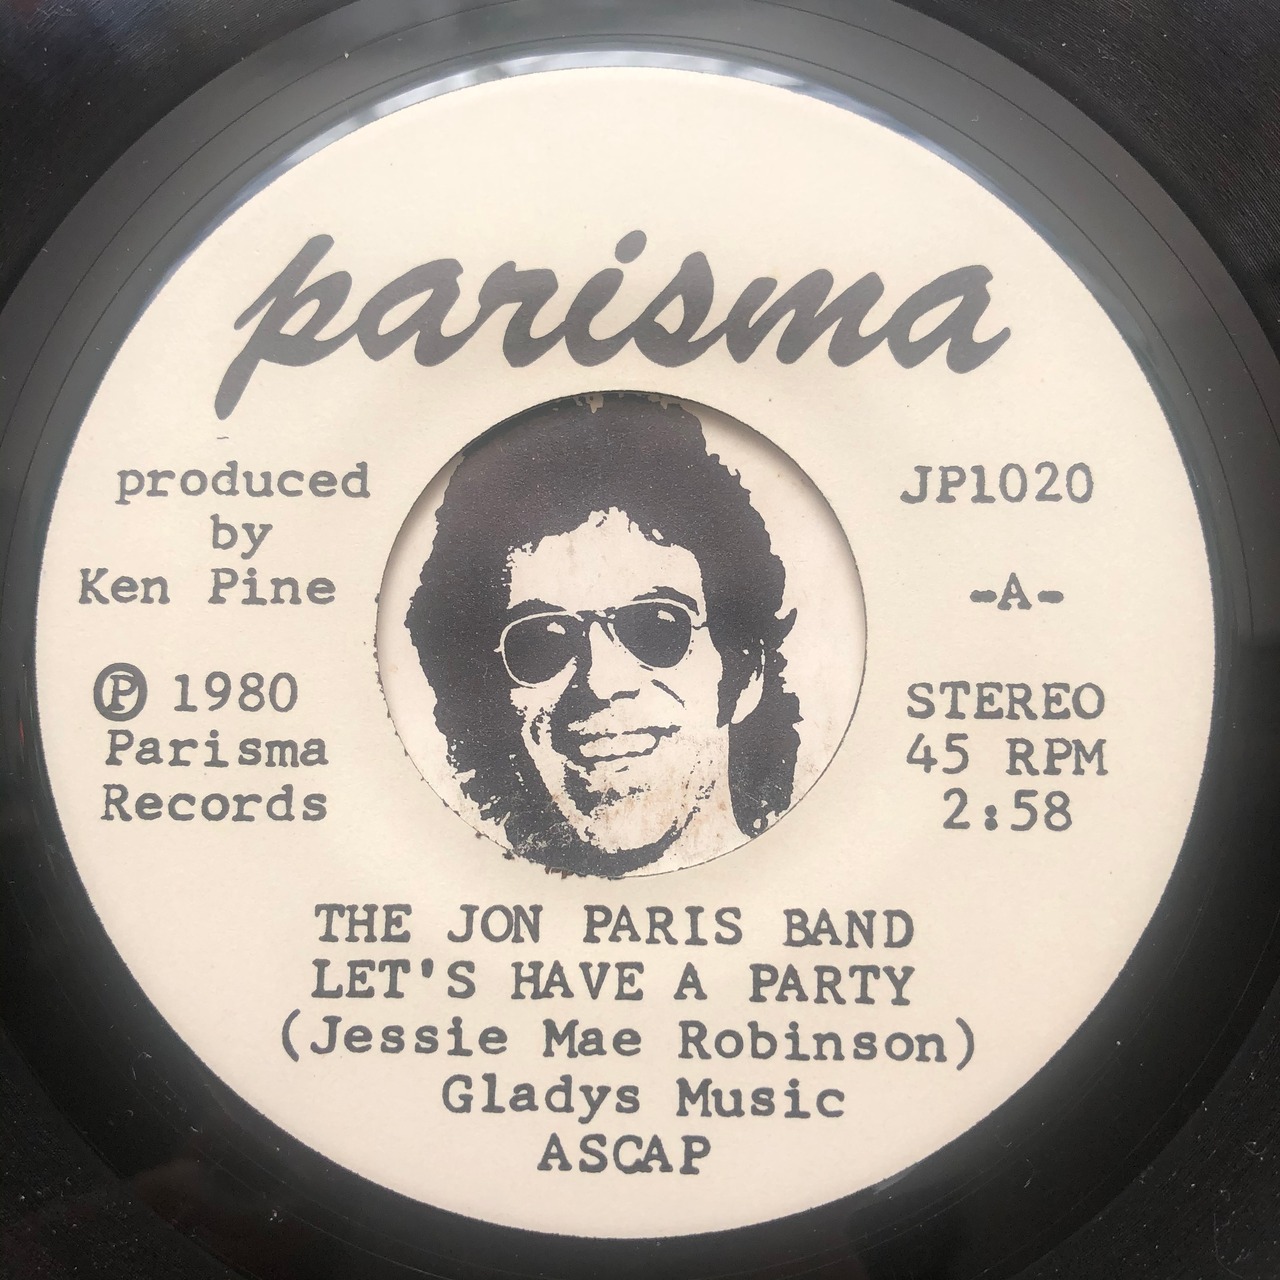 parisma
produced
by
Ken Pine
℗ 1980
Parisma
Records
JP1020
-A-
STEREO
45 RPM
2:58
THE JON PARIS BAND
LET'S HAVE A PARTY
(Jessie Mae Robinson)
Gladys Music
ASCAP